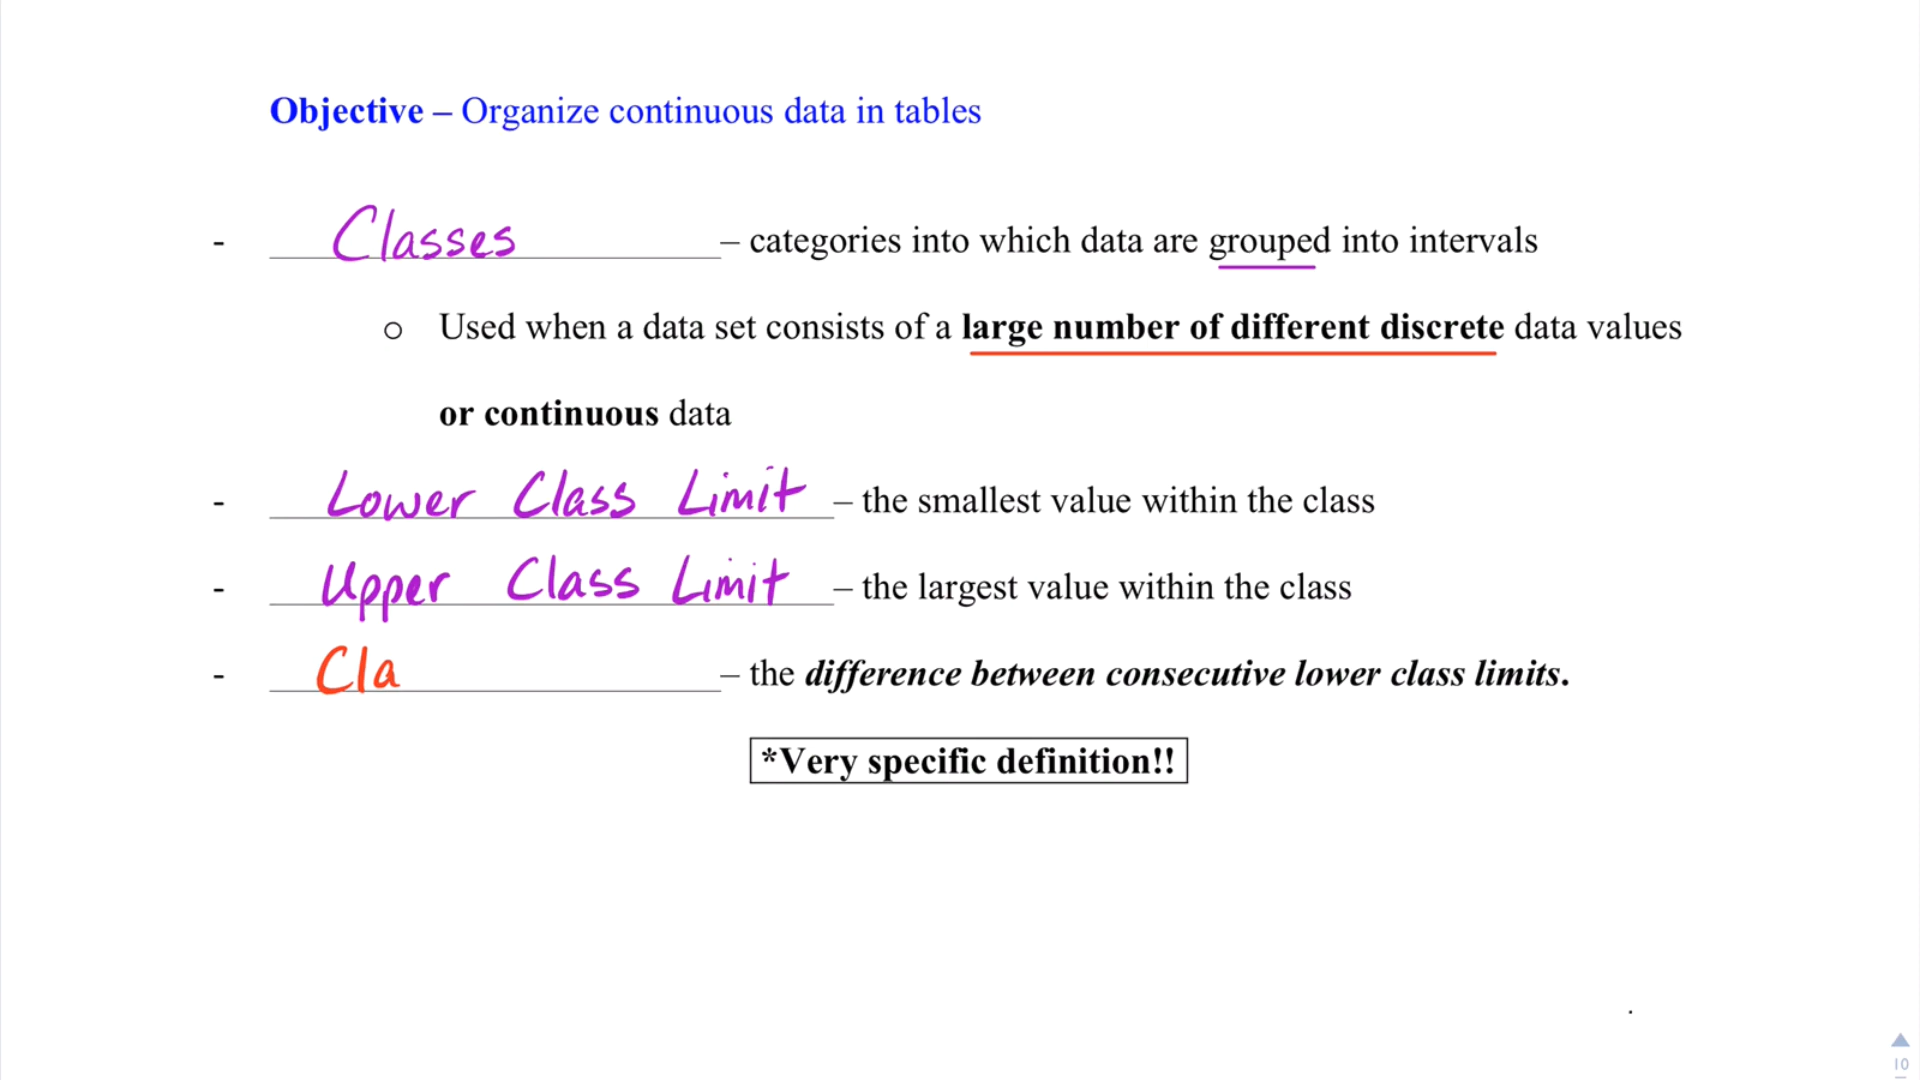 Objective – Organize continuous data in tables
- Classes – categories into which data are grouped into intervals
o Used when a data set consists of a large number of different discrete data values
or continuous data
- Lower Class Limit – the smallest value within the class
- Upper Class Limit – the largest value within the class
- Cla – the difference between consecutive lower class limits.
*Very specific definition!!
10